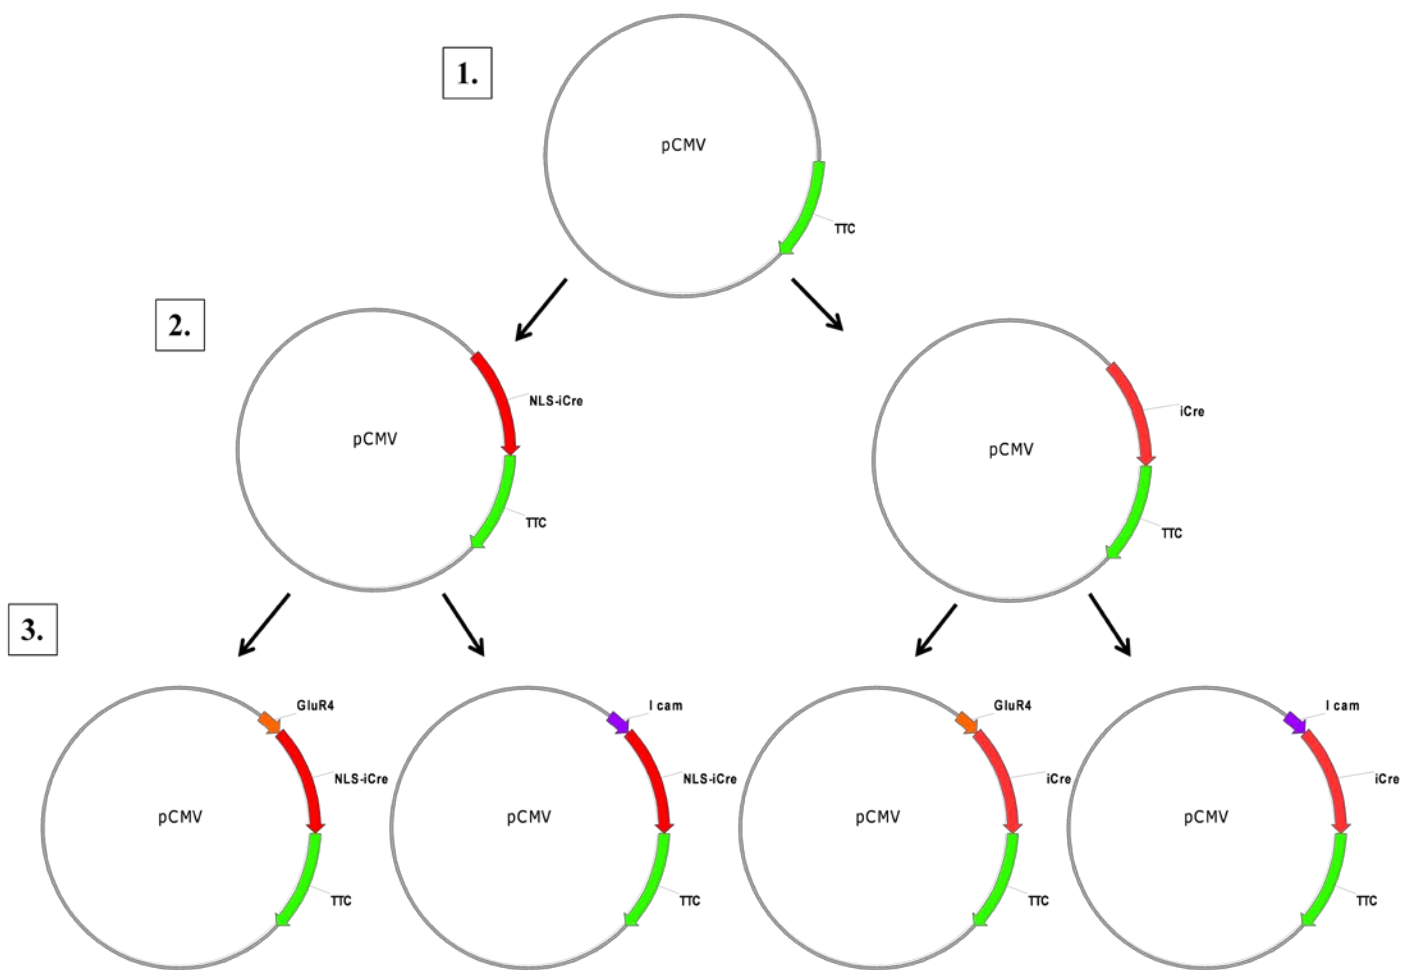 1.
pCMV
TTC
2.
NLS-iCre
pCMV
TTC
iCre
pCMV
TTC
3.
GluR4
NLS-iCre
pCMV
TTC
I cam
NLS-iCre
pCMV
TTC
GluR4
iCre
pCMV
TTC
I cam
iCre
pCMV
TTC